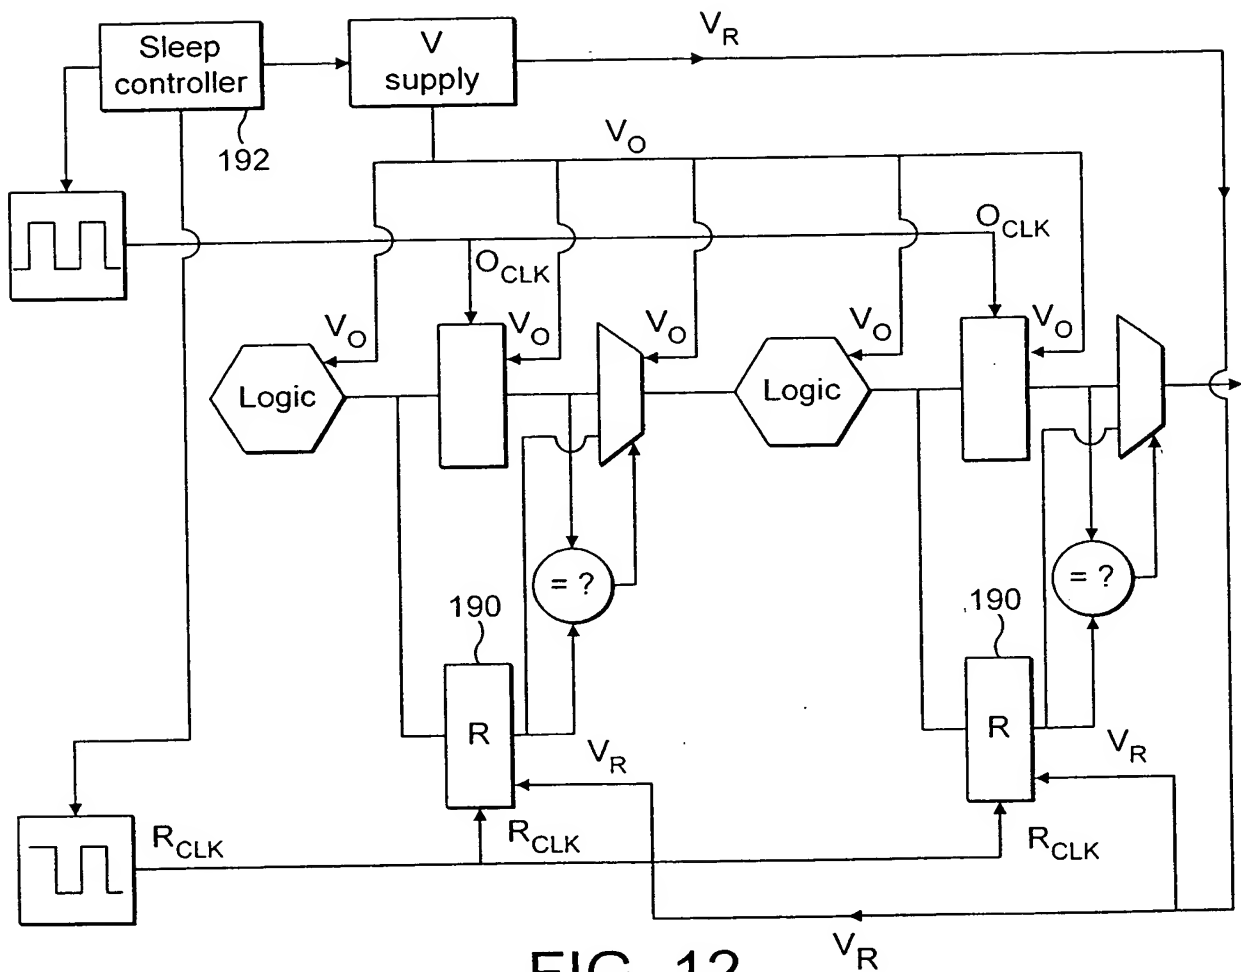 V_R
Sleep
controller
V
supply
192
V_O
O_CLK
O_CLK
V_O
V_O
V_O
V_O
V_O
Logic
Logic
= ?
= ?
190
190
R
R
V_R
V_R
R_CLK
R_CLK
R_CLK
V_R
FIG. 12